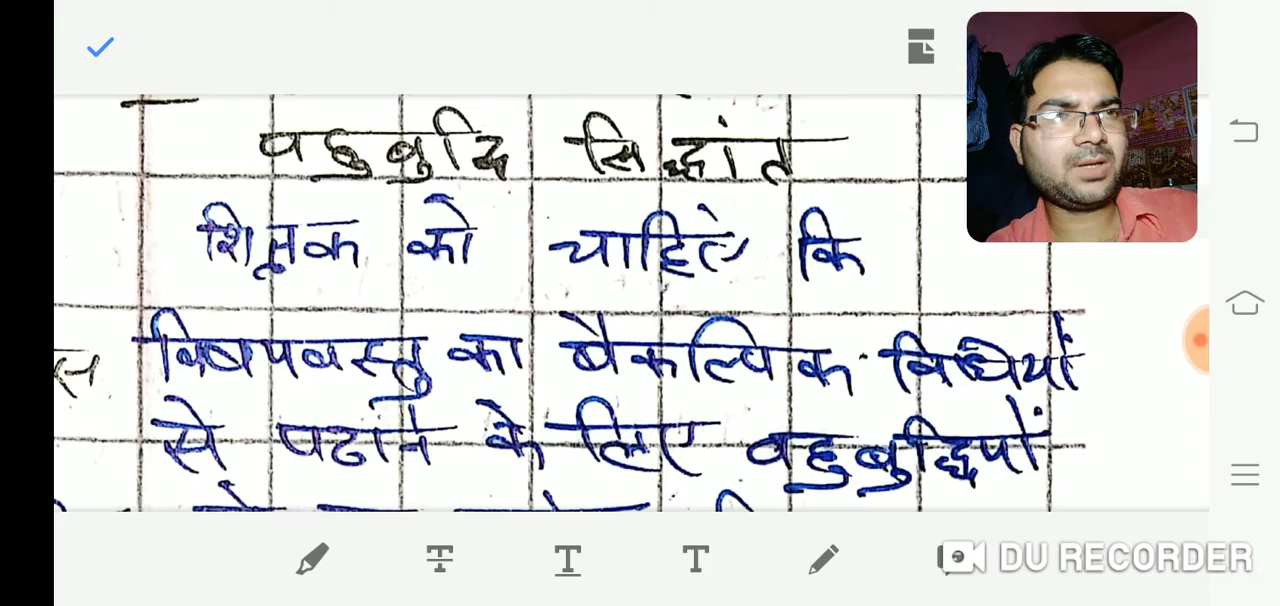 बहुबुद्धि सिद्धांत
शिक्षक को चाहिए कि
विषयवस्तु का वैकल्पिक विधियों
स
से पढाने के लिए बहुबुद्धियों
DU RECORDER